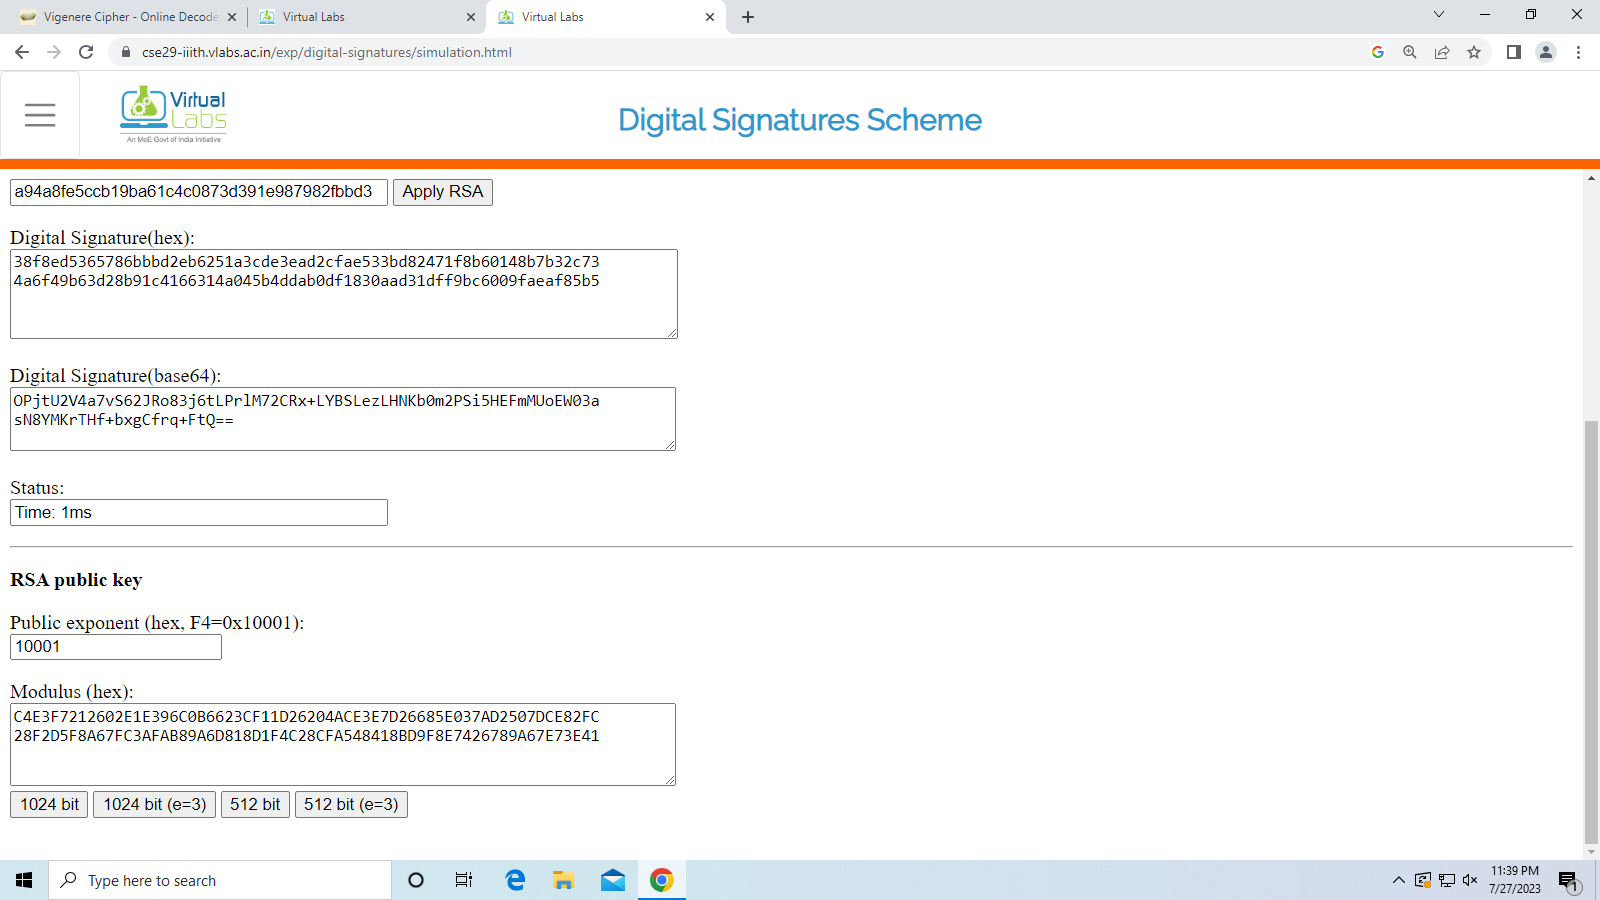 Vigenere Cipher - Online Decode
Virtual Labs
Virtual Labs
cse29-iiith.vlabs.ac.in/exp/digital-signatures/simulation.html
Virtual
Labs
An MoE Govt of India Initiative
Digital Signatures Scheme
a94a8fe5ccb19ba61c4c0873d391e987982fbbd3 Apply RSA
Digital Signature(hex):
38f8ed5365786bbbd2eb6251a3cde3ead2cfae533bd82471f8b60148b7b32c73
4a6f49b63d28b91c4166314a045b4ddab0df1830aad31dff9bc6009faeaf85b5
Digital Signature(base64):
OPjtU2V4a7vS62JRo83j6tLPrlM72CRx+LYBSLezLHNKb0m2PSi5HEFmMUoEW03a
sN8YMKrTHf+bxgCfrq+FtQ==
Status:
Time: 1ms
RSA public key
Public exponent (hex, F4=0x10001):
10001
Modulus (hex):
C4E3F7212602E1E396C0B6623CF11D26204ACE3E7D26685E037AD2507DCE82FC
28F2D5F8A67FC3AFAB89A6D818D1F4C28CFA548418BD9F8E7426789A67E73E41
1024 bit 1024 bit (e=3) 512 bit 512 bit (e=3)
Type here to search
11:39 PM
7/27/2023
1